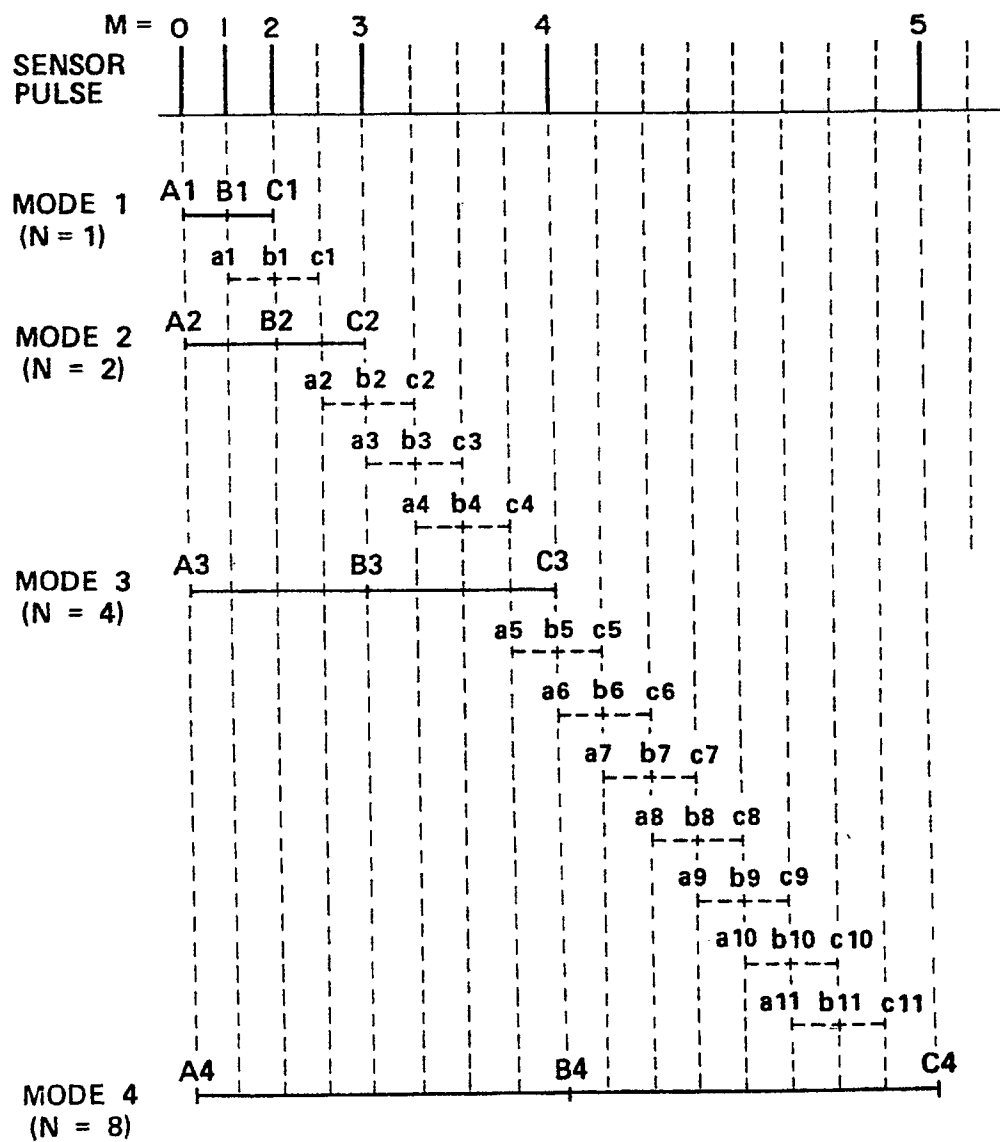 M = 0 1 2 3 4 5
SENSOR
PULSE
A1 B1 C1
MODE 1
(N = 1)
a1 b1 c1
A2 B2 C2
MODE 2
(N = 2)
a2 b2 c2
a3 b3 c3
a4 b4 c4
A3 B3 C3
MODE 3
(N = 4)
a5 b5 c5
a6 b6 c6
a7 b7 c7
a8 b8 c8
a9 b9 c9
a10 b10 c10
a11 b11 c11
A4 B4 C4
MODE 4
(N = 8)